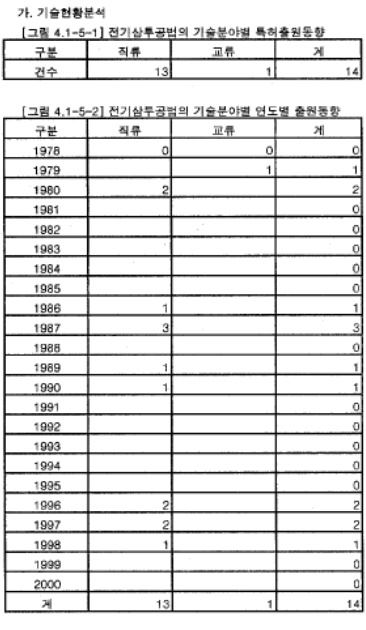 가. 기술현황분석
[그림 4.1-5-1] 전기삼투공법의 기술분야별 특허출원동향
구분 직류 교류 계
건수 13 1 14
[그림 4.1-5-2] 전기삼투공법의 기술분야별 연도별 출원동향
구분 직류 교류 계
1978 0 0 0
1979 1 1
1980 2 2
1981 0
1982 0
1983 0
1984 0
1985 0
1986 1 1
1987 3 3
1988 0
1989 1 1
1990 1 1
1991 0
1992 0
1993 0
1994 0
1995 0
1996 2 2
1997 2 2
1998 1 1
1999 0
2000 0
계 13 1 14